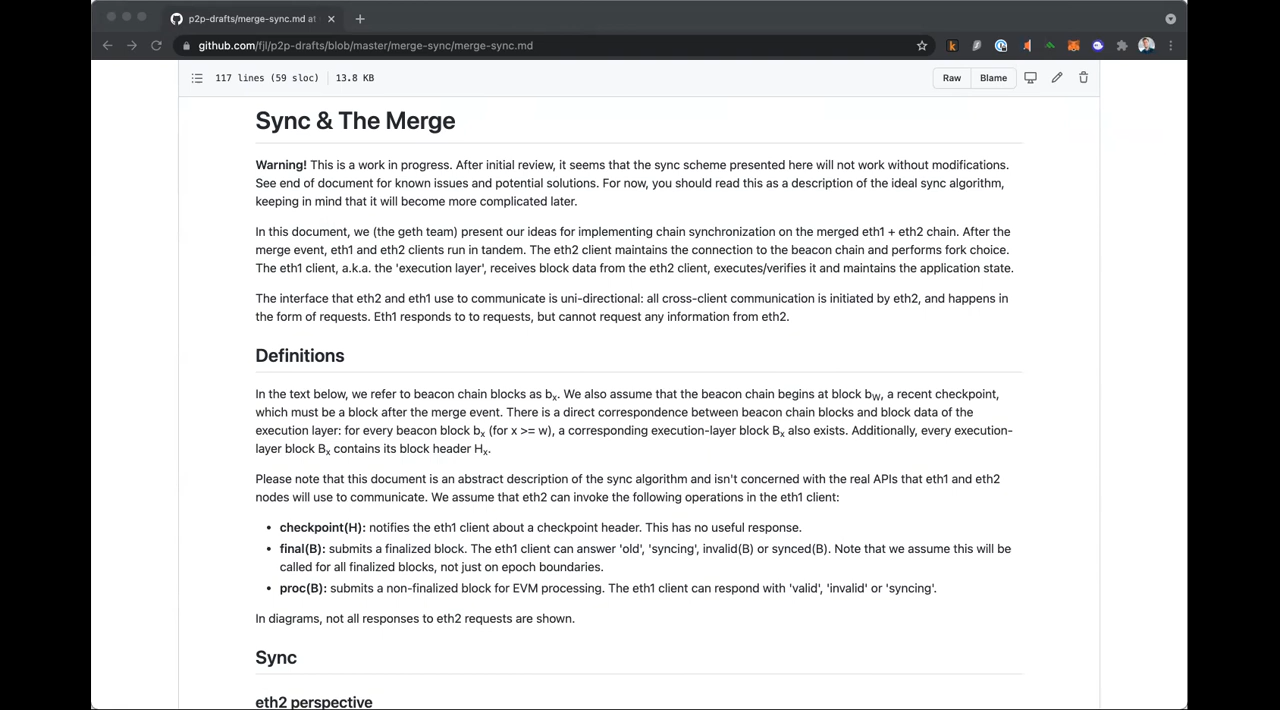 p2p-drafts/merge-sync.md at
github.com/fjl/p2p-drafts/blob/master/merge-sync/merge-sync.md
117 lines (59 sloc) 13.8 KB
Raw Blame
Sync & The Merge
Warning! This is a work in progress. After initial review, it seems that the sync scheme presented here will not work without modifications.
See end of document for known issues and potential solutions. For now, you should read this as a description of the ideal sync algorithm,
keeping in mind that it will become more complicated later.
In this document, we (the geth team) present our ideas for implementing chain synchronization on the merged eth1 + eth2 chain. After the
merge event, eth1 and eth2 clients run in tandem. The eth2 client maintains the connection to the beacon chain and performs fork choice.
The eth1 client, a.k.a. the 'execution layer', receives block data from the eth2 client, executes/verifies it and maintains the application state.
The interface that eth2 and eth1 use to communicate is uni-directional: all cross-client communication is initiated by eth2, and happens in
the form of requests. Eth1 responds to to requests, but cannot request any information from eth2.
Definitions
In the text below, we refer to beacon chain blocks as bx. We also assume that the beacon chain begins at block bw, a recent checkpoint,
which must be a block after the merge event. There is a direct correspondence between beacon chain blocks and block data of the
execution layer: for every beacon block bx (for x >= w), a corresponding execution-layer block Bx also exists. Additionally, every execution-
layer block Bx contains its block header Hx.
Please note that this document is an abstract description of the sync algorithm and isn't concerned with the real APIs that eth1 and eth2
nodes will use to communicate. We assume that eth2 can invoke the following operations in the eth1 client:
• checkpoint(H): notifies the eth1 client about a checkpoint header. This has no useful response.
• final(B): submits a finalized block. The eth1 client can answer 'old', 'syncing', invalid(B) or synced(B). Note that we assume this will be
called for all finalized blocks, not just on epoch boundaries.
• proc(B): submits a non-finalized block for EVM processing. The eth1 client can respond with 'valid', 'invalid' or 'syncing'.
In diagrams, not all responses to eth2 requests are shown.
Sync
eth2 perspective